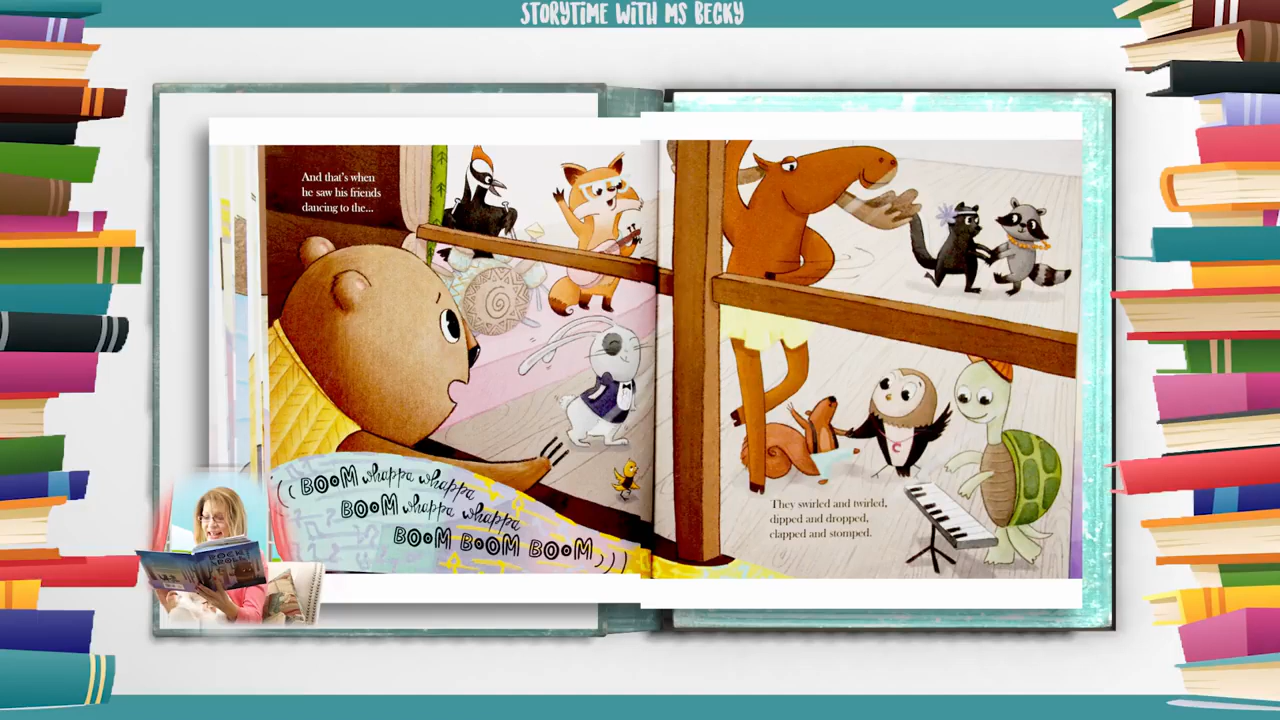 STORYTIME WITH MS BECKY
And that's when
he saw his friends
dancing to the...
BOOM whappa whappa
BOOM whappa whappa
BOOM BOOM BOOM
They swirled and twirled,
dipped and dropped,
clapped and stomped.